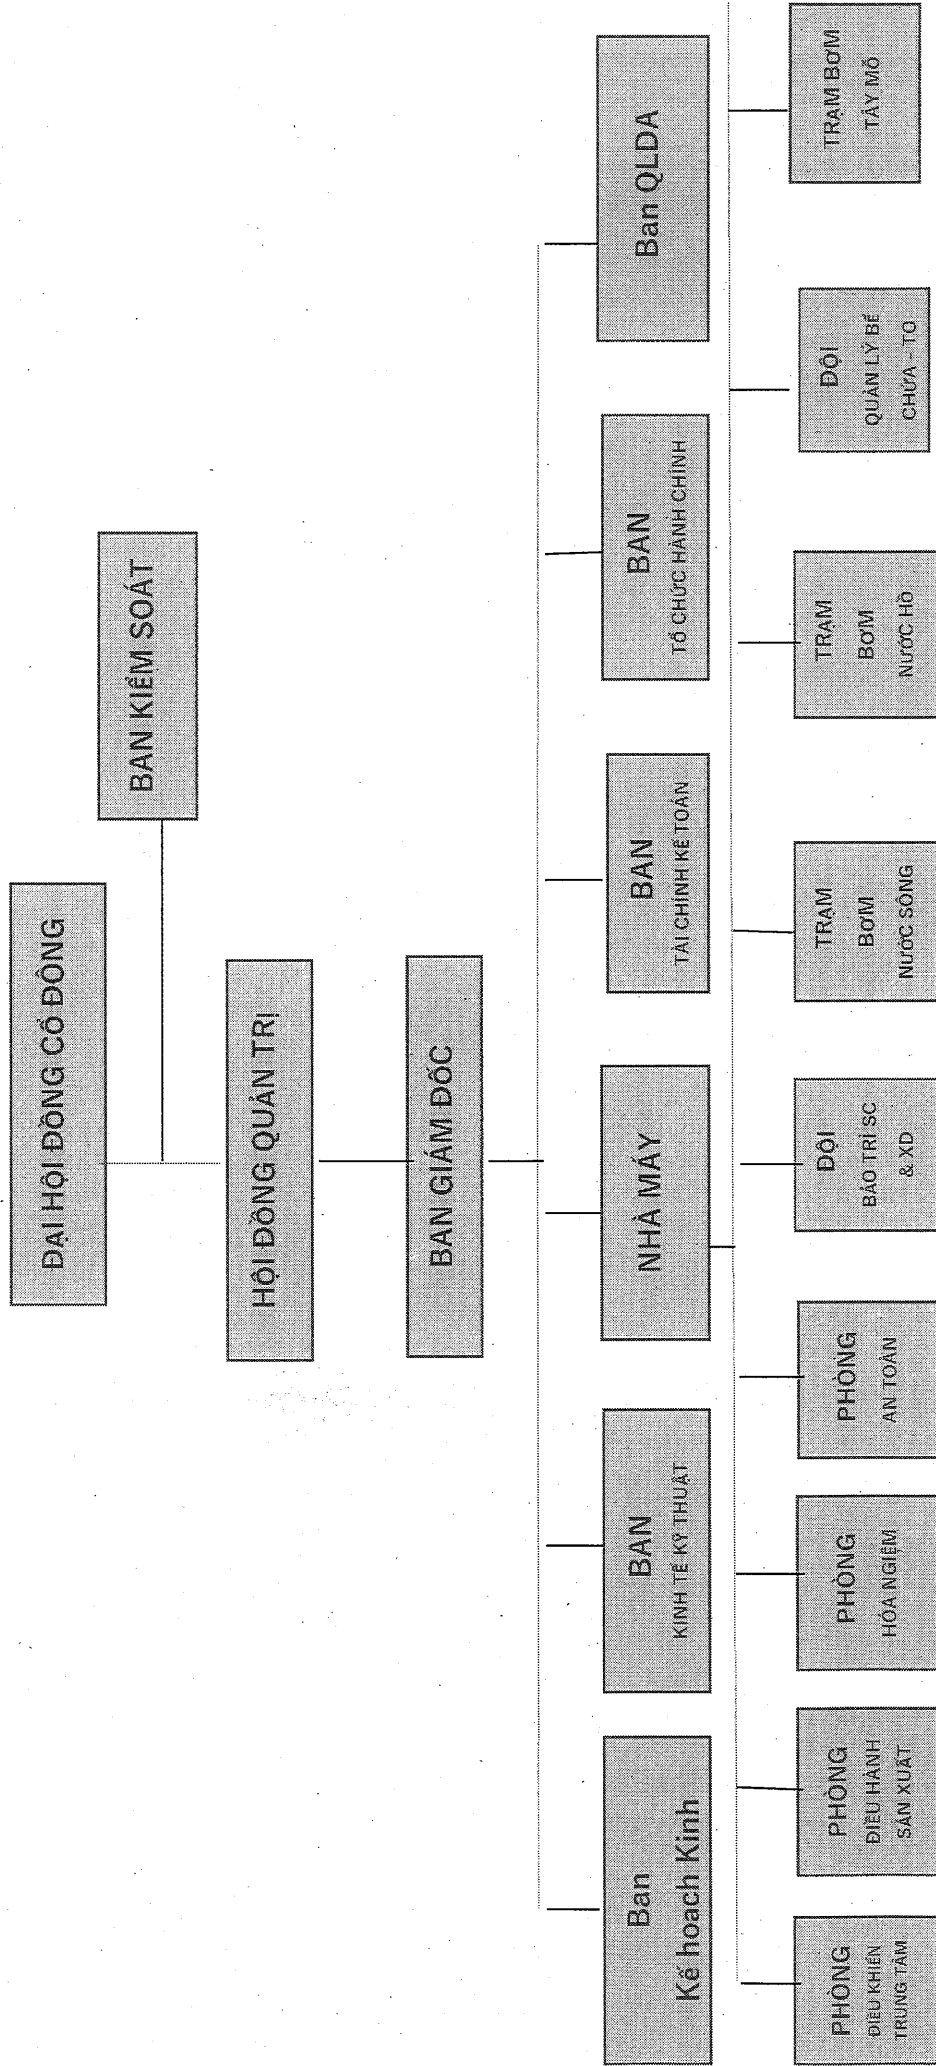 ĐẠI HỘI ĐỒNG CỔ ĐÔNG
BAN KIỂM SOÁT
HỘI ĐỒNG QUẢN TRỊ
BAN GIÁM ĐỐC
Ban
Kế hoach Kinh
BAN
KINH TẾ KỸ THUẬT
NHÀ MÁY
BAN
TÀI CHÍNH KẾ TOÁN
BAN
TỔ CHỨC HÀNH CHÍNH
Ban QLDA
PHÒNG
ĐIỀU KHIỂN
TRUNG TÂM
PHÒNG
ĐIỀU HÀNH
SẢN XUẤT
PHÒNG
HÓA NGIỆM
PHÒNG
AN TOÀN
ĐỘI
BẢO TRÌ SC
& XD
TRẠM
BƠM
NƯỚC SÔNG
TRẠM
BƠM
NƯỚC HỒ
ĐỘI
QUẢN LÝ BỂ
CHỨA - TO
TRẠM BƠM
TÂY MỖ